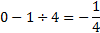 0 − 1 ÷ 4 = −1/4